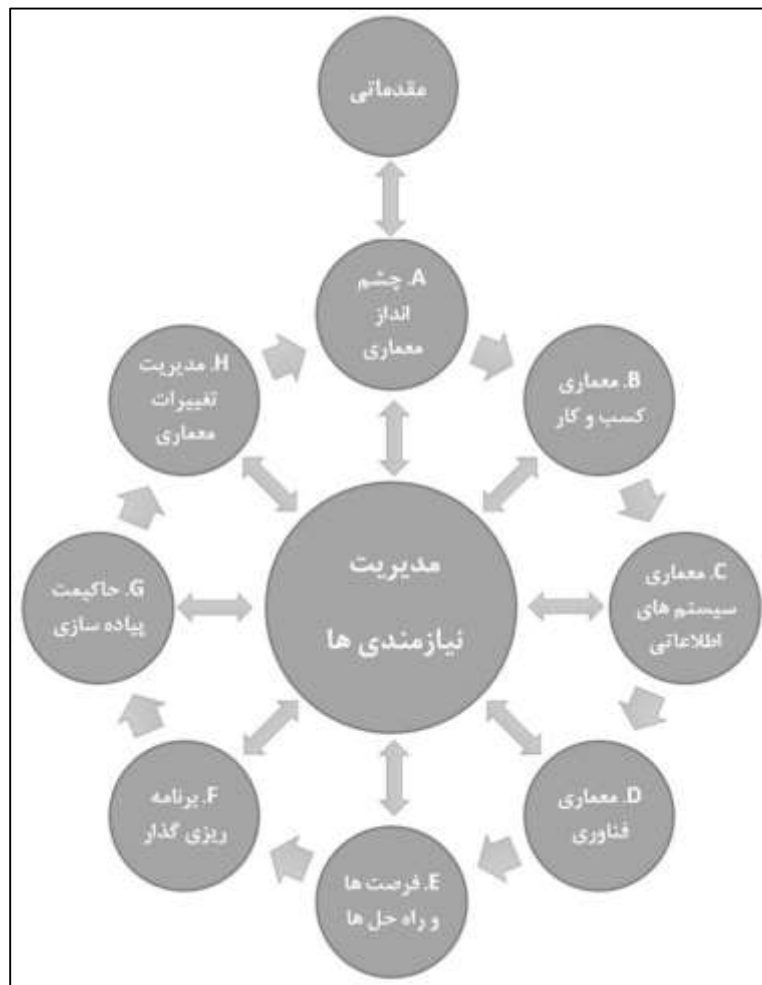 مقدماتی
A. چشم
انداز
معماری
B. معماری
کسب و کار
C. معماری
سیستم های
اطلاعاتی
D. معماری
فناوری
E. فرصت ها
و راه حل ها
F. برنامه
ریزی گذار
G. حاکیمت
پیاده سازی
H. مدیریت
تغییرات
معماری
مدیریت
نیازمندی ها